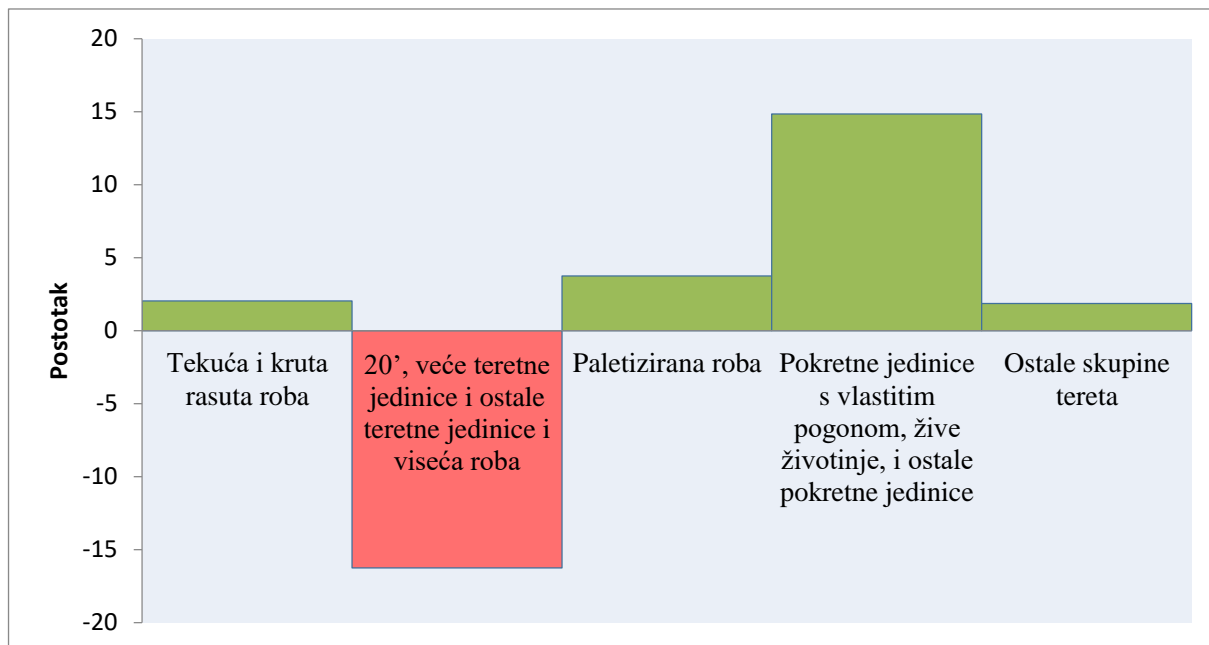 20
15
10
5
0
-5
-10
-15
-20
Postotak
Tekuća i kruta
rasuta roba
20’, veće teretne
jedinice i ostale
teretne jedinice i
viseća roba
Paletizirana roba
Pokretne jedinice
s vlastitim
pogonom, žive
životinje, i ostale
pokretne jedinice
Ostale skupine
tereta